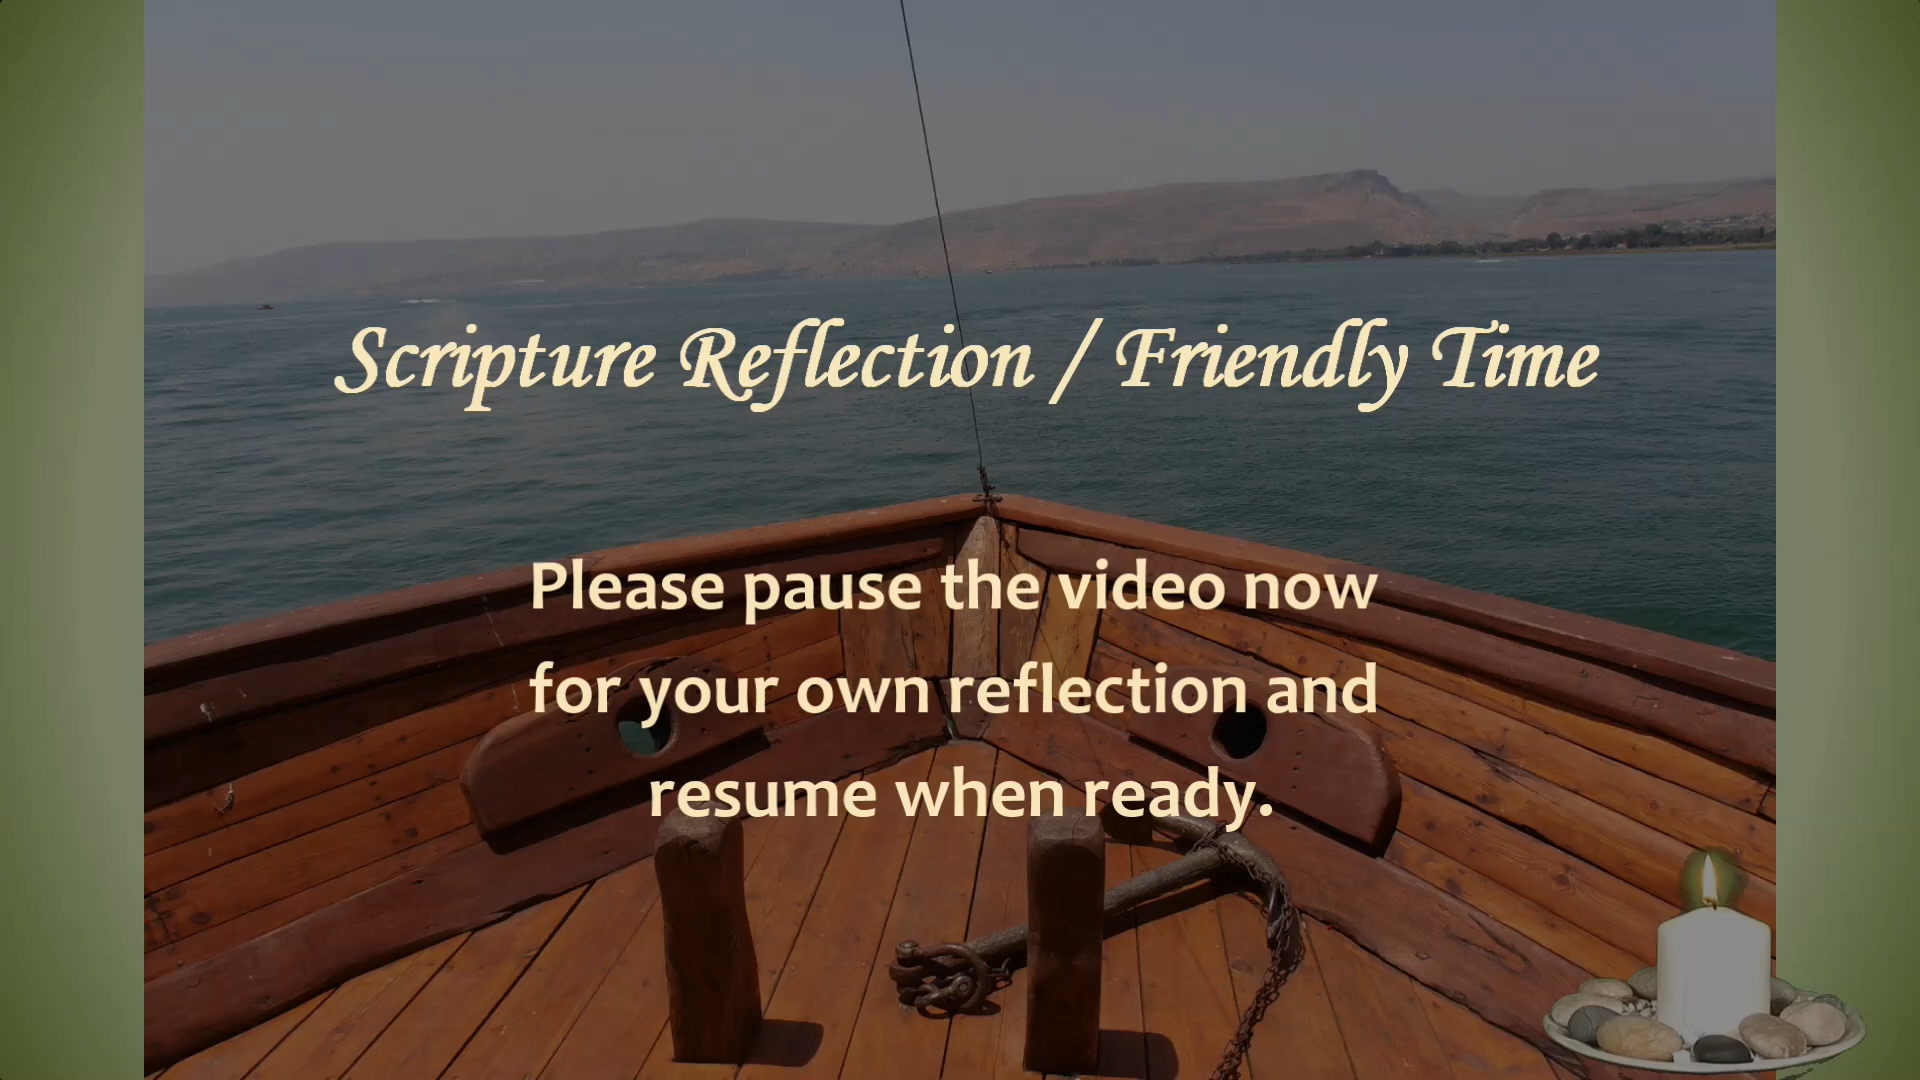 Scripture Reflection / Friendly Time
Please pause the video now
for your own reflection and
resume when ready.